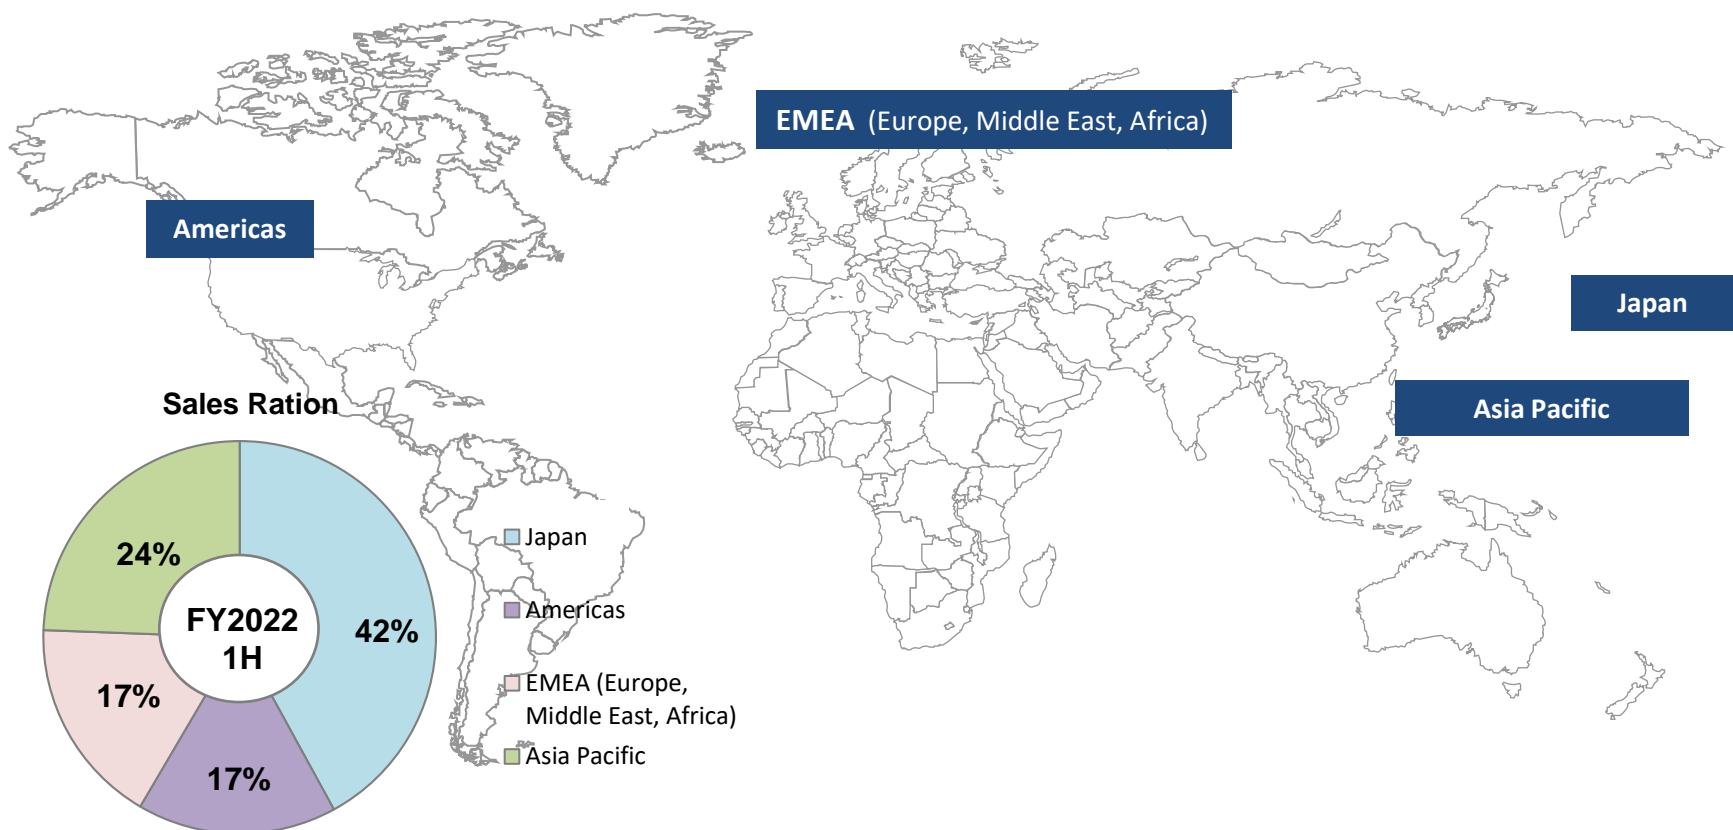 EMEA (Europe, Middle East, Africa)
Americas
Japan
Asia Pacific
Sales Ration
24%
42%
17%
17%
FY2022
1H
Japan
Americas
EMEA (Europe,
Middle East, Africa)
Asia Pacific